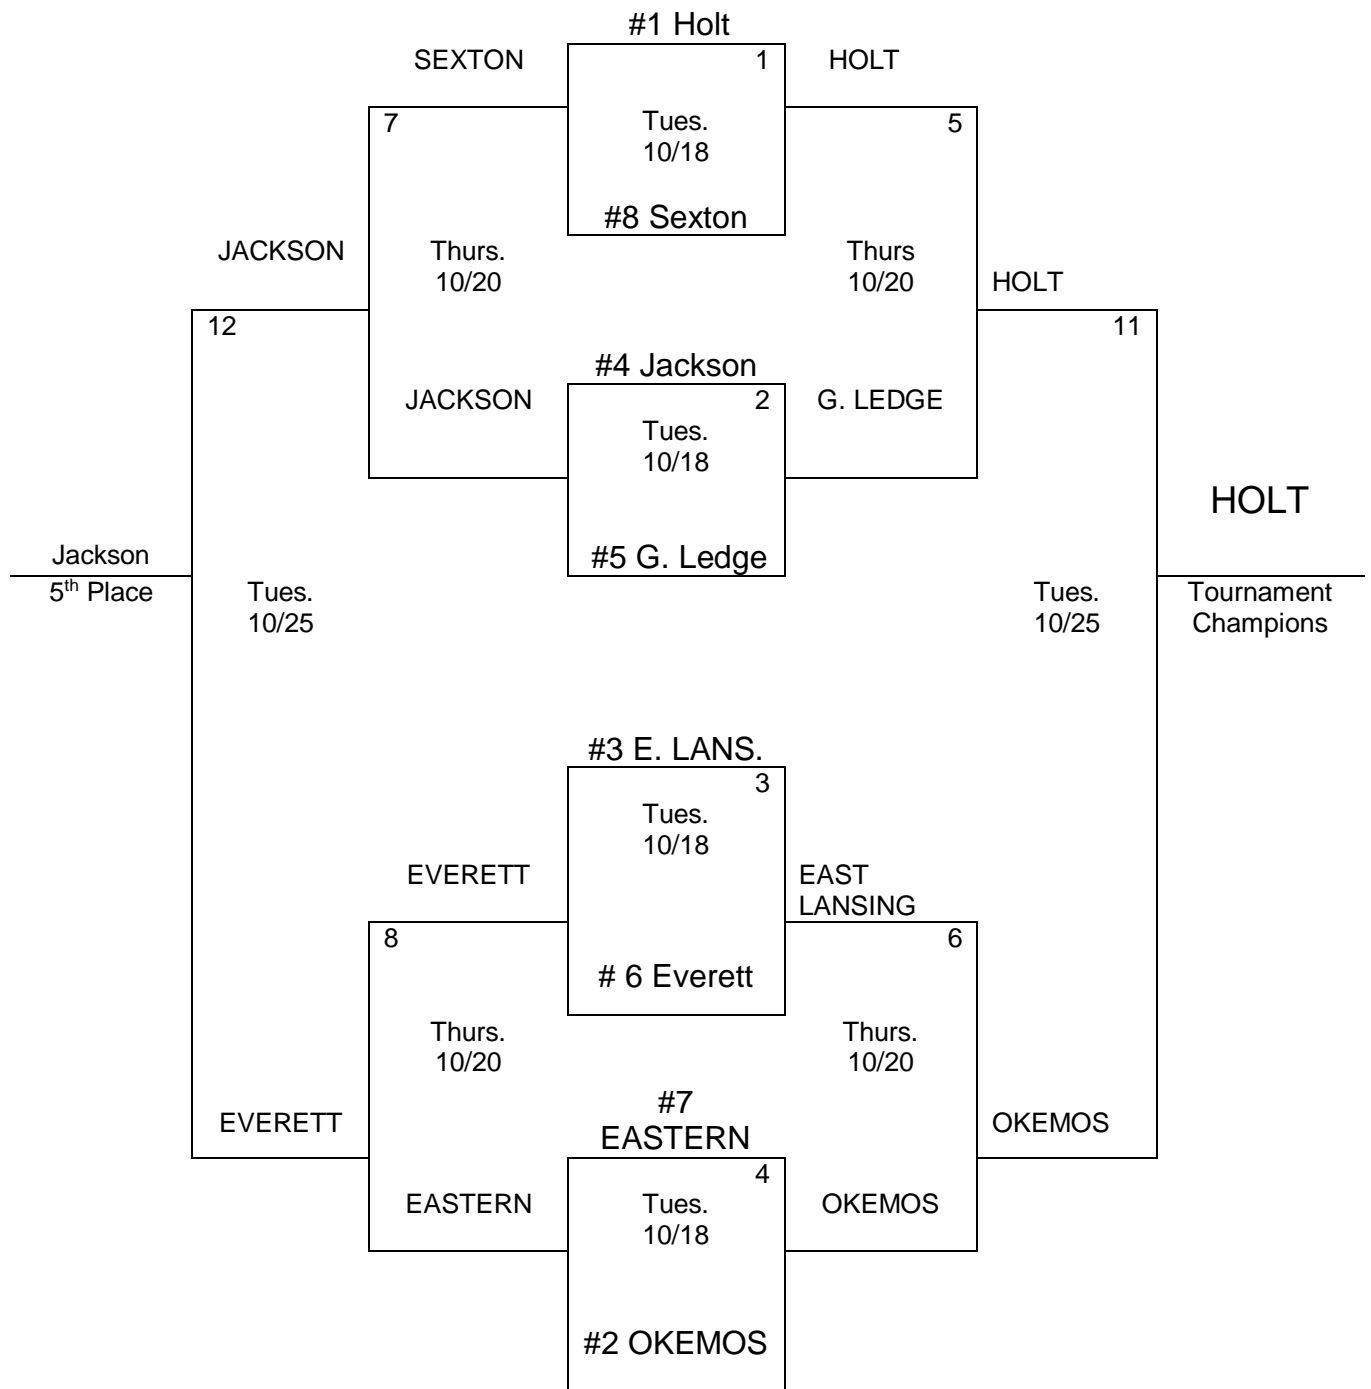 #1 Holt
SEXTON
1
HOLT
7
Tues.
10/18
5
#8 Sexton
JACKSON
Thurs.
10/20
Thurs
10/20
HOLT
12
11
#4 Jackson
JACKSON
2
G. LEDGE
Tues.
10/18
HOLT
#5 G. Ledge
Jackson
5th Place
Tues.
10/25
Tues.
10/25
Tournament
Champions
#3 E. LANS.
3
Tues.
10/18
EVERETT
EAST
LANSING
8
6
# 6 Everett
Thurs.
10/20
Thurs.
10/20
#7
EASTERN
EVERETT
OKEMOS
4
EASTERN
Tues.
10/18
OKEMOS
#2 OKEMOS